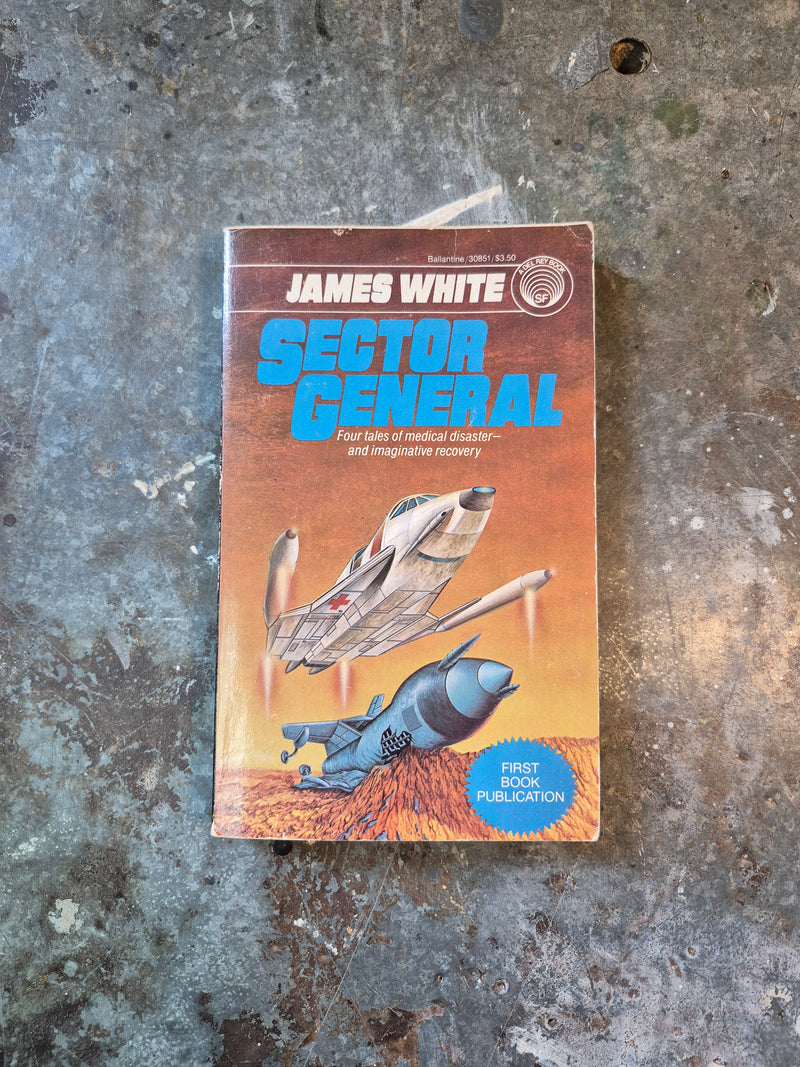 Ballantine/30851/$3.50
JAMES WHITE
A DEL REY BOOK
SF
SECTOR
GENERAL
Four tales of medical disaster—
and imaginative recovery
FIRST
BOOK
PUBLICATION